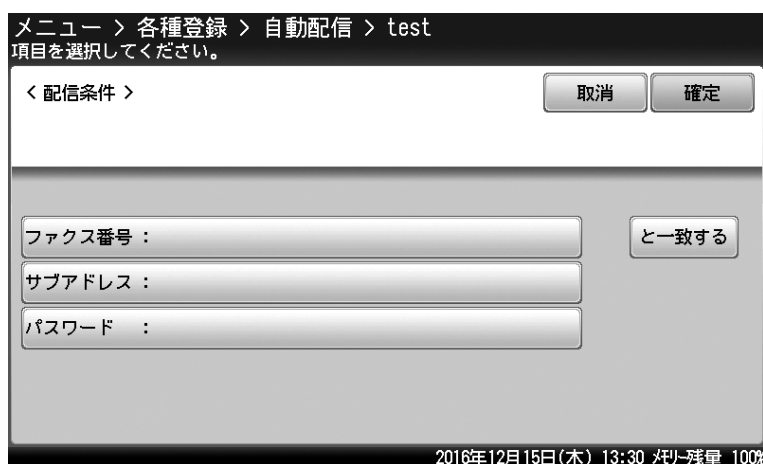 メニュー > 各種登録 > 自動配信 > test
項目を選択してください。
< 配信条件 >
取消
確定
ファクス番号 :
と一致する
サブアドレス :
パスワード :
2016年12月15日(木) 13:30 ﾒﾓﾘｰ残量 100%